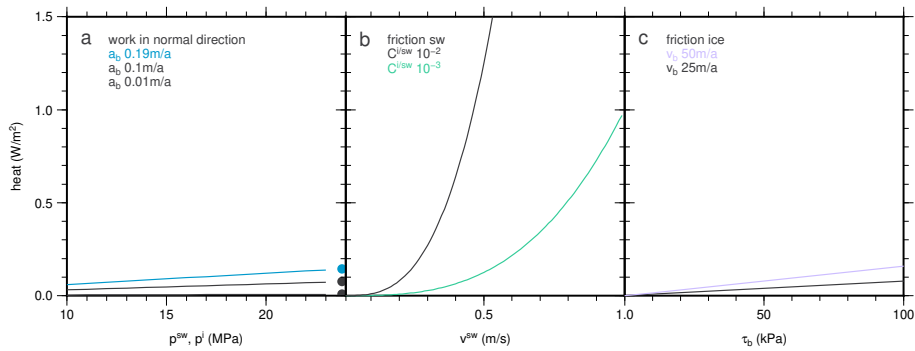 a
work in normal direction
a_b 0.19m/a
a_b 0.1m/a
a_b 0.01m/a
b
friction sw
C^i/sw 10^-2
C^i/sw 10^-3
c
friction ice
v_b 50m/a
v_b 25m/a
heat (W/m²)
1.5
1.0
0.5
0.0
10
15
20
p^sw, p^i (MPa)
0.5
1.0
v^sw (m/s)
50
100
τ_b (kPa)